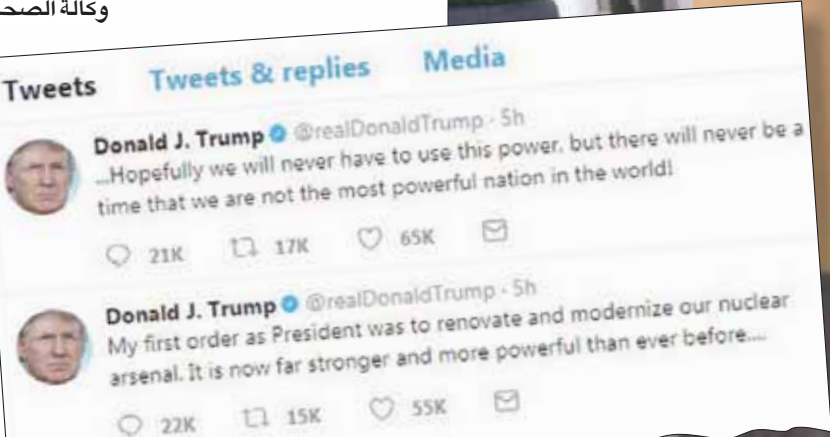 وكالة الصح
Tweets Tweets & replies Media
Donald J. Trump @realDonaldTrump · 5h
...Hopefully we will never have to use this power, but there will never be a
time that we are not the most powerful nation in the world!
21K 17K 65K
Donald J. Trump @realDonaldTrump · 5h
My first order as President was to renovate and modernize our nuclear
arsenal. It is now far stronger and more powerful than ever before....
22K 15K 55K